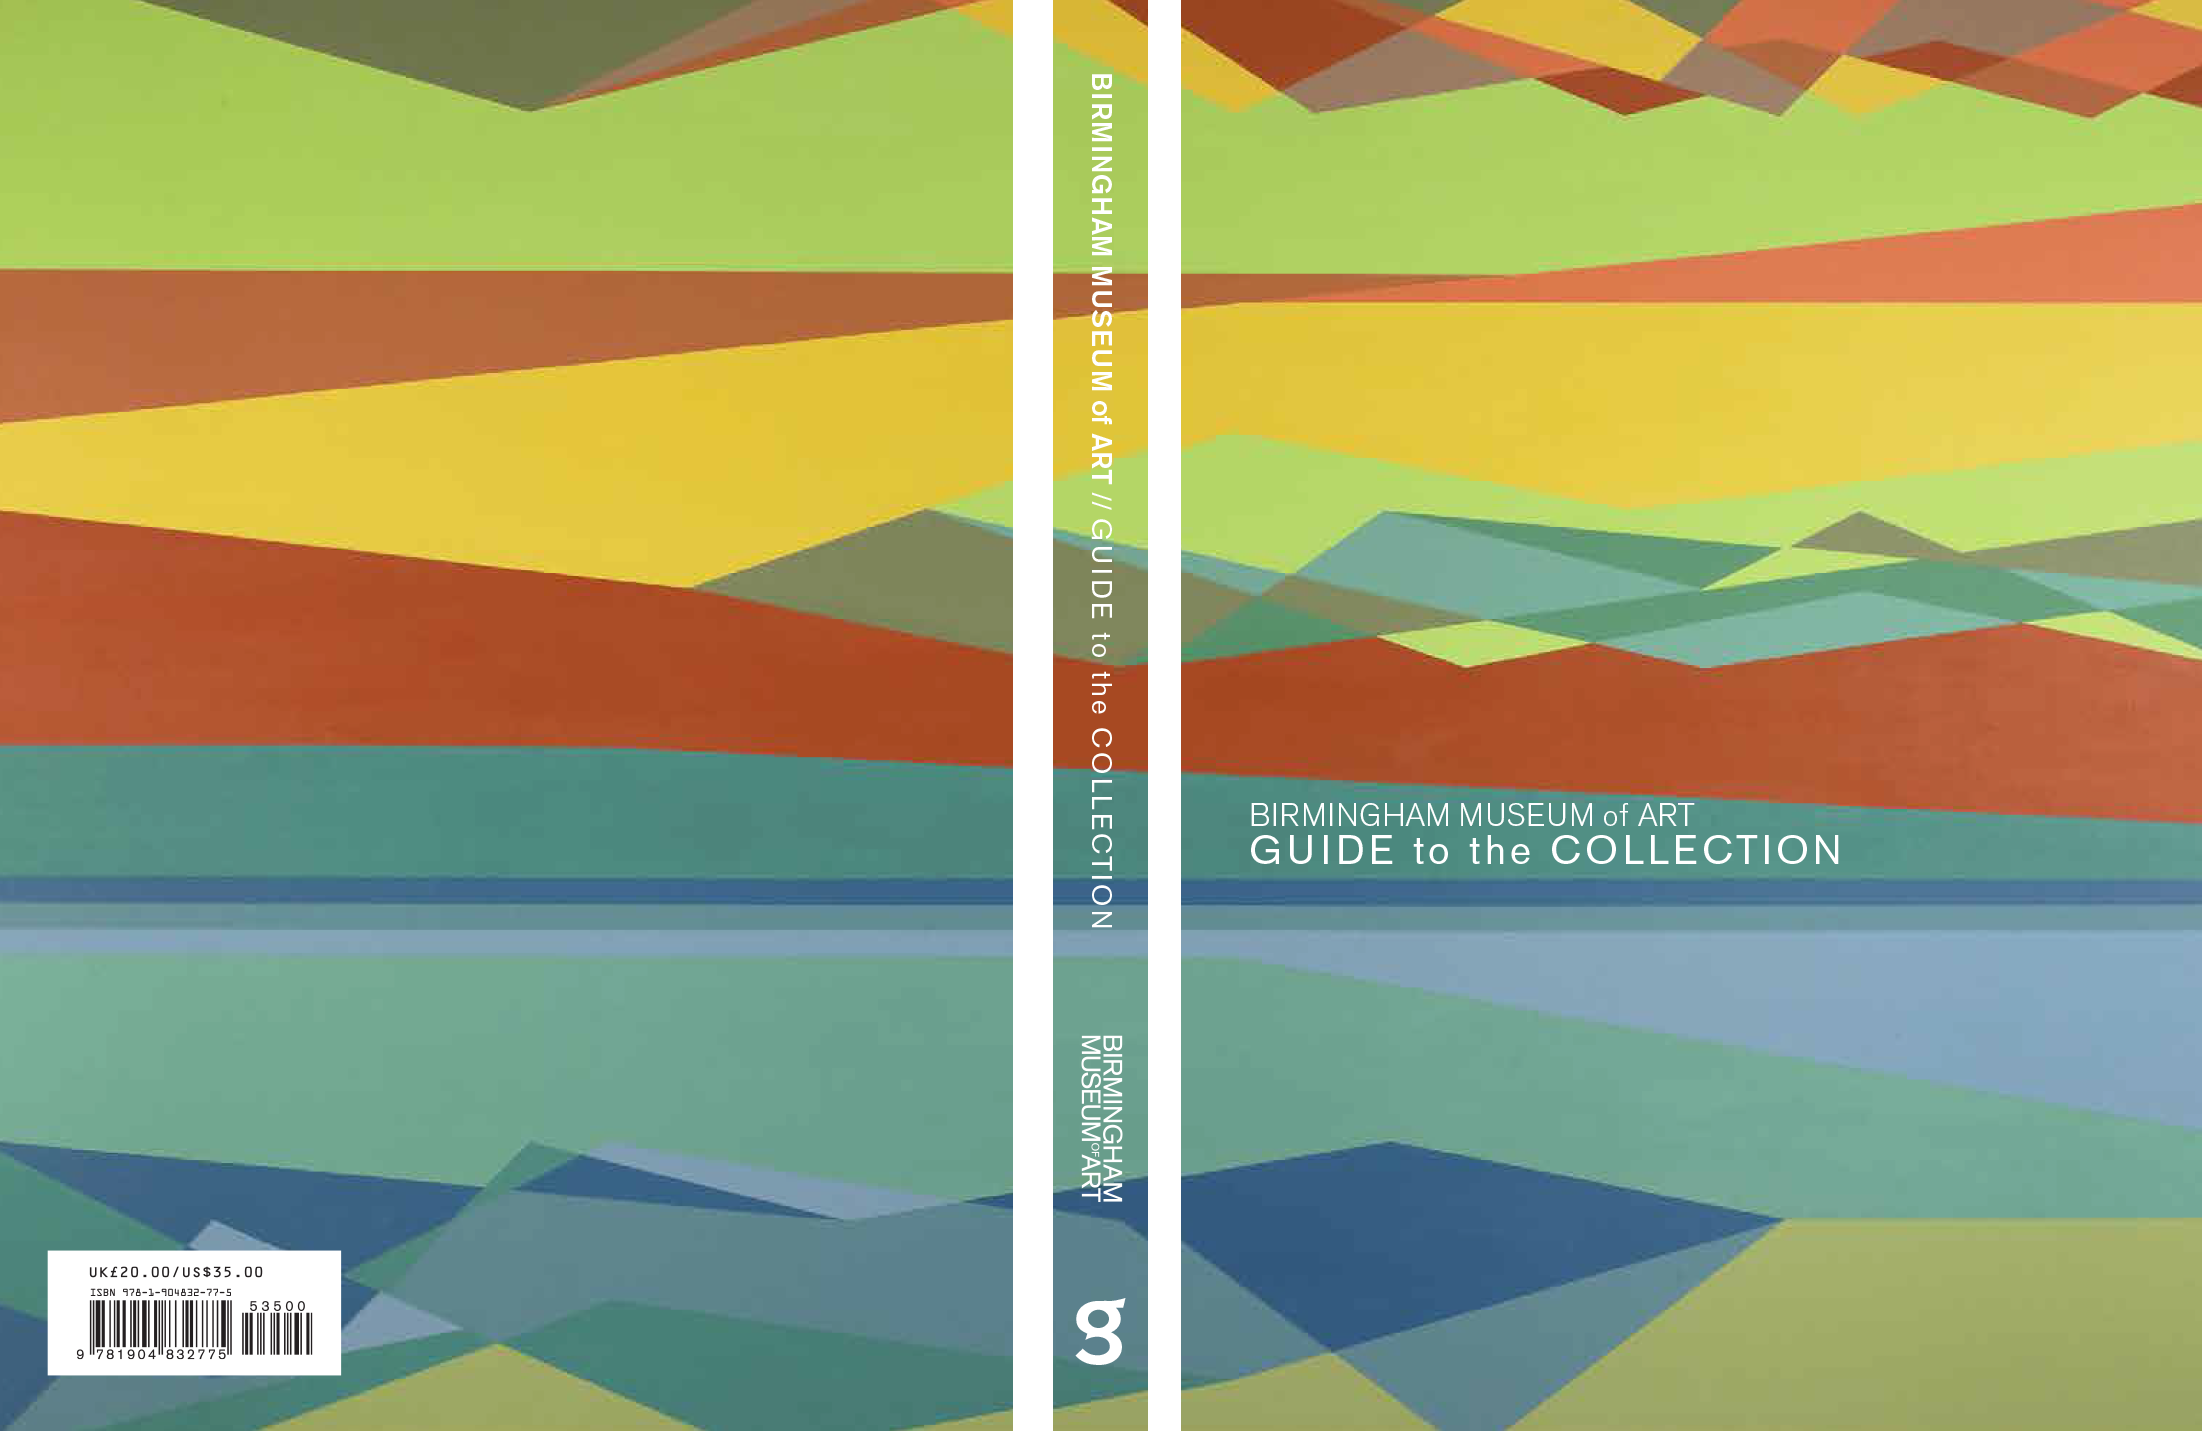 UK£20.00/US$35.00
ISBN 978-1-904832-77-5
53500
9 781904 832775
BIRMINGHAM MUSEUM of ART // GUIDE to the COLLECTION
BIRMINGHAM
MUSEUM OF ART
g
BIRMINGHAM MUSEUM of ART
GUIDE to the COLLECTION